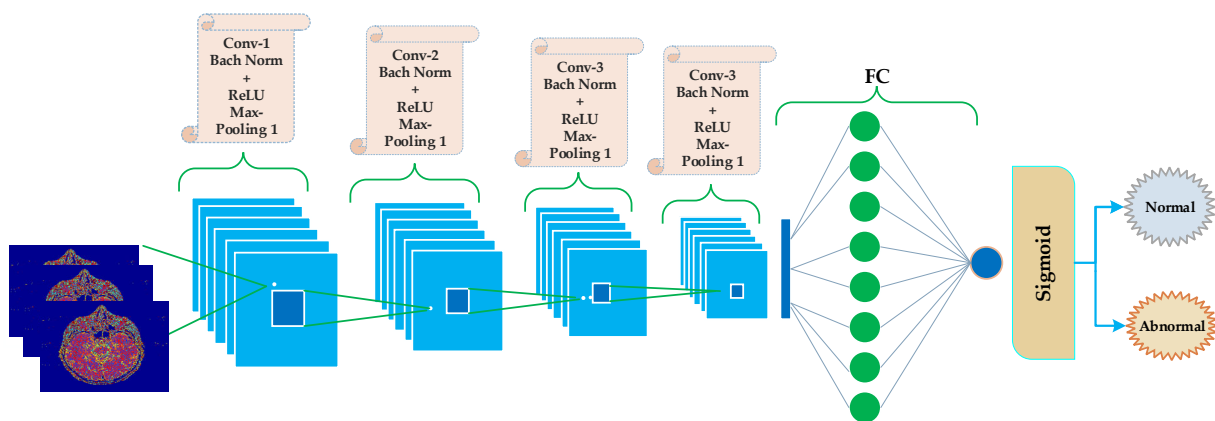 Conv-1
Bach Norm
+
ReLU
Max-
Pooling 1
Conv-2
Bach Norm
+
ReLU
Max-
Pooling 1
Conv-3
Bach Norm
+
ReLU
Max-
Pooling 1
Conv-3
Bach Norm
+
ReLU
Max-
Pooling 1
FC
Sigmoid
Normal
Abnormal